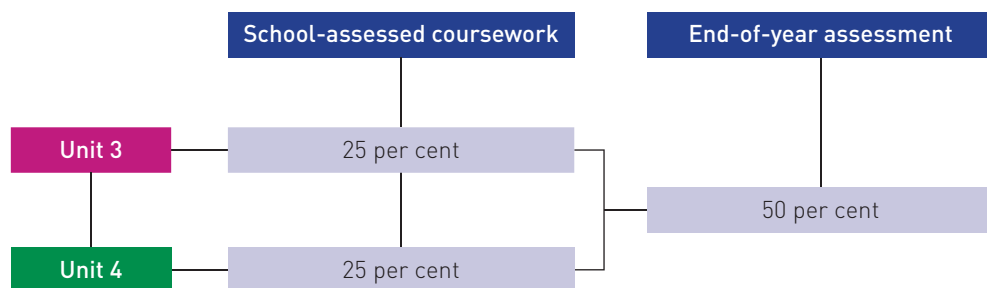 School-assessed coursework
End-of-year assessment
Unit 3
25 per cent
50 per cent
Unit 4
25 per cent